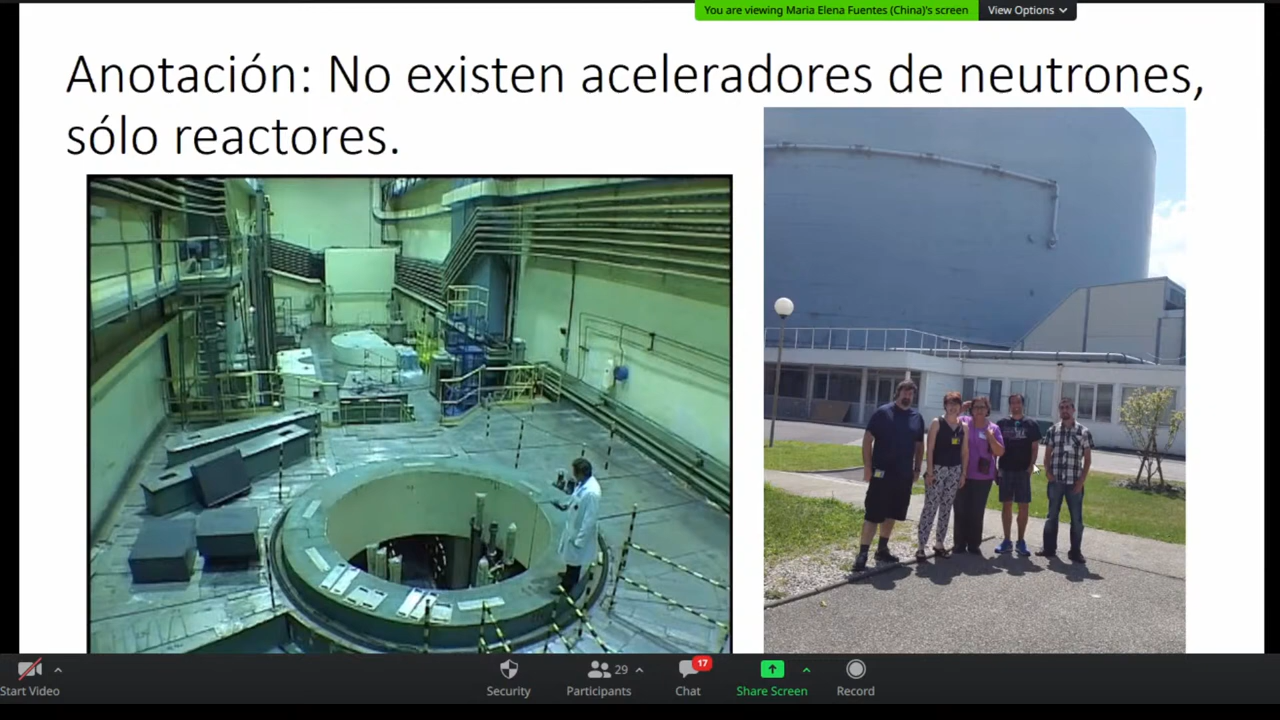 You are viewing Maria Elena Fuentes (China)'s screen
View Options
Anotación: No existen aceleradores de neutrones,
sólo reactores.
Start Video
Security
29
Participants
17
Chat
Share Screen
Record